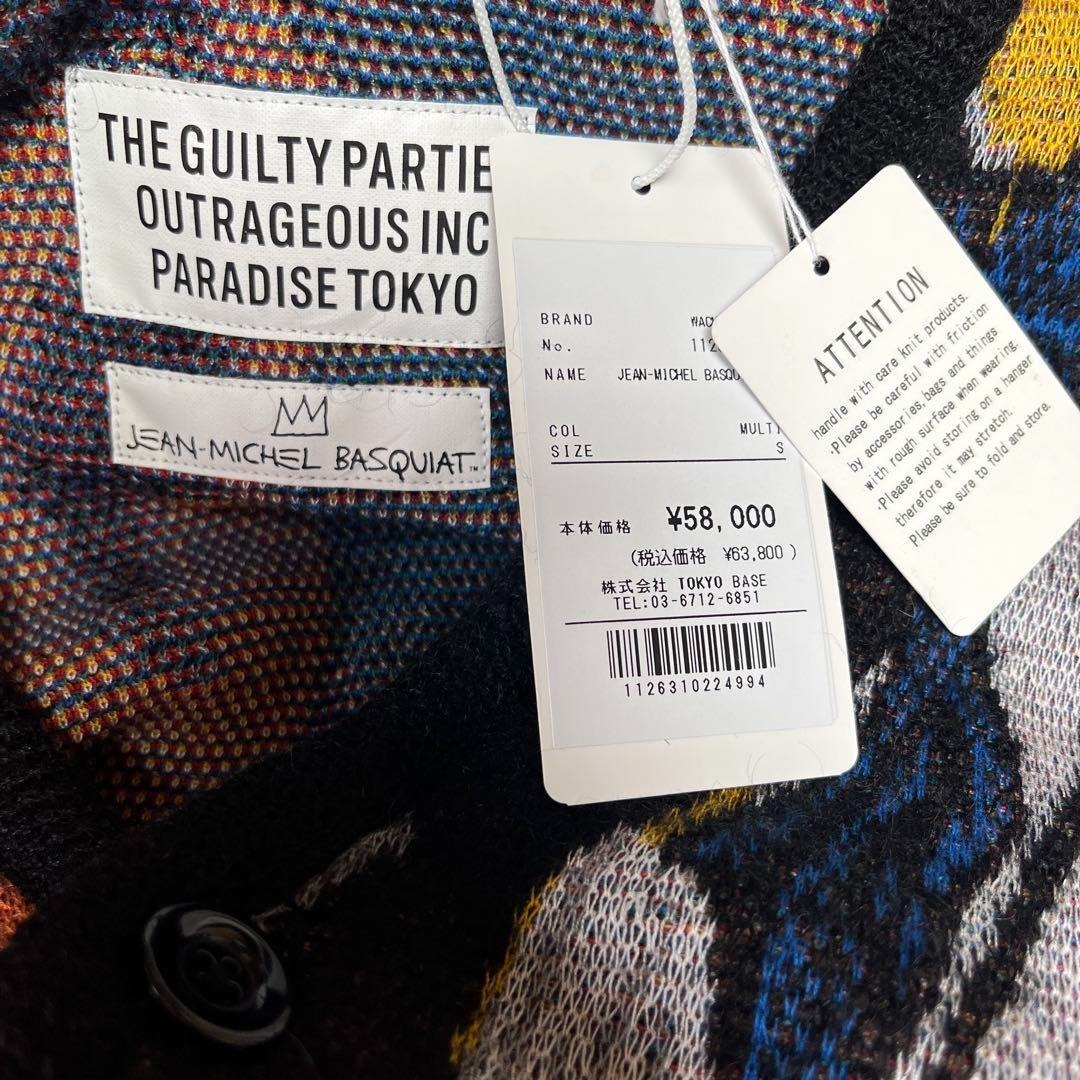 THE GUILTY PARTIE
OUTRAGEOUS INC
PARADISE TOKYO
JEAN-MICHEL BASQUIAT™
BRAND WAC
No. 112
NAME JEAN-MICHEL BASQU
COL MULTI
SIZE S
本体価格 ¥58,000
(税込価格 ¥63,800)
株式会社 TOKYO BASE
TEL:03-6712-6851
1126310224994
ATTENTION
handle with care knit products.
·Please be careful with friction
by accessories,bags and things
with rough surface when wearing.
·Please avoid storing on a hanger
therefore it may stretch.
Please be sure to fold and store.